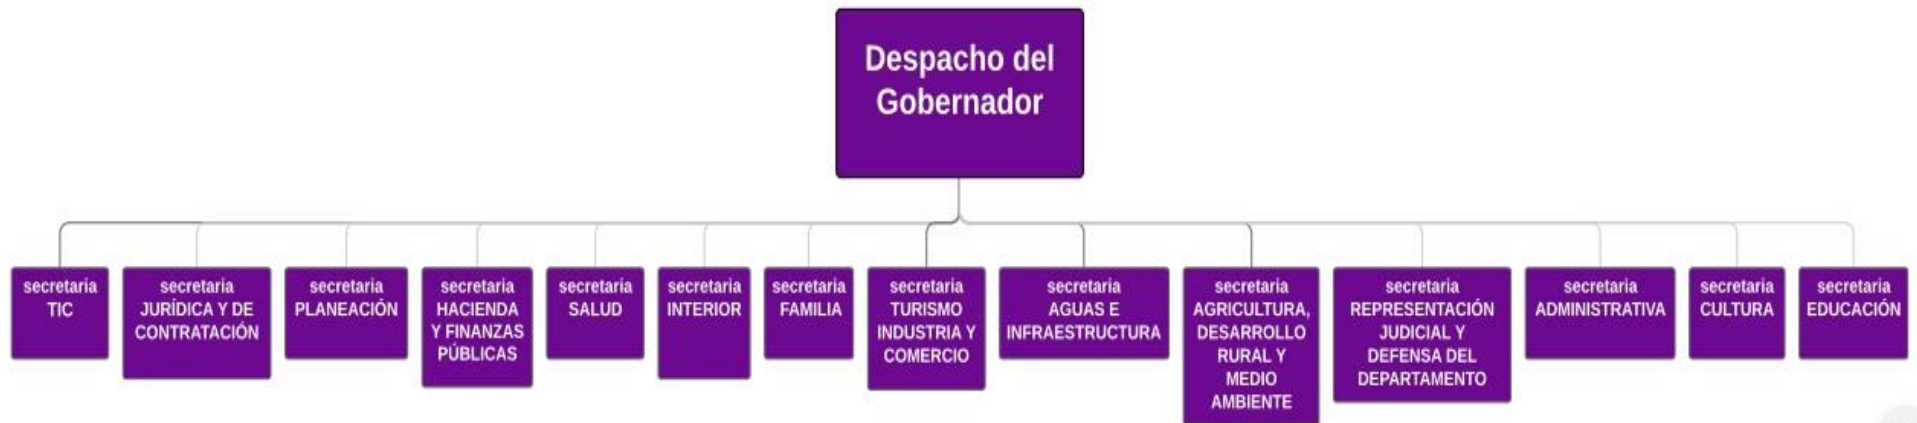 Despacho del
Gobernador
secretaria
TIC
secretaria
JURÍDICA Y DE
CONTRATACIÓN
secretaria
PLANEACIÓN
secretaria
HACIENDA
Y FINANZAS
PÚBLICAS
secretaria
SALUD
secretaria
INTERIOR
secretaria
FAMILIA
secretaria
TURISMO
INDUSTRIA Y
COMERCIO
secretaria
AGUAS E
INFRAESTRUCTURA
secretaria
AGRICULTURA,
DESARROLLO
RURAL Y
MEDIO
AMBIENTE
secretaria
REPRESENTACIÓN
JUDICIAL Y
DEFENSA DEL
DEPARTAMENTO
secretaria
ADMINISTRATIVA
secretaria
CULTURA
secretaria
EDUCACIÓN